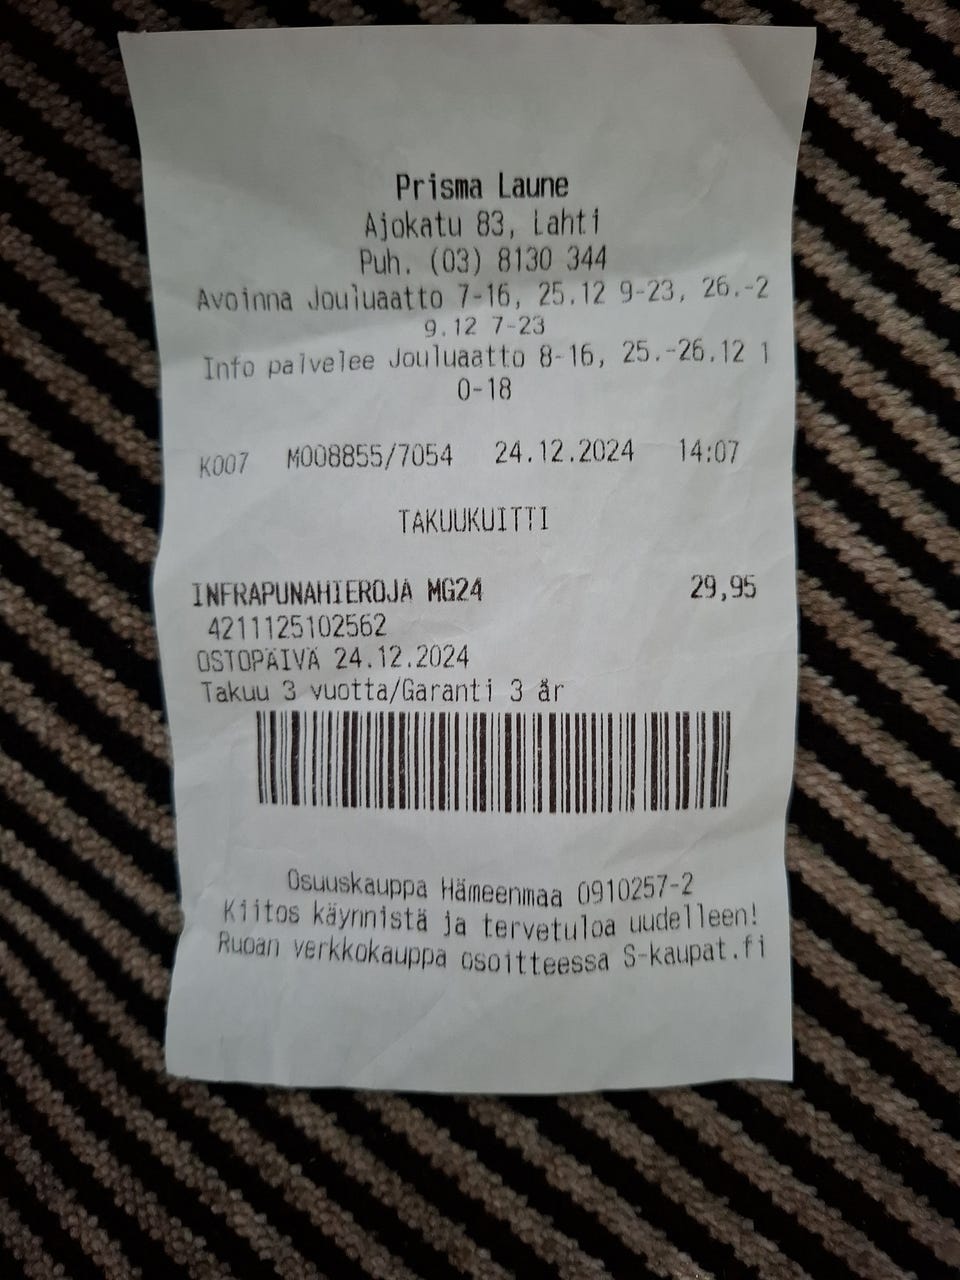 Prisma Laune
Ajokatu 83, Lahti
Puh. (03) 8130 344
Avoinna Jouluaatto 7-16, 25.12 9-23, 26.-2
9.12 7-23
Info palvelee Jouluaatto 8-16, 25.-26.12 1
0-18
K007 M008855/7054 24.12.2024 14:07
TAKUUKUITTI
INFRAPUNAHIEROJA MG24 29,95
4211125102562
OSTOPÄIVÄ 24.12.2024
Takuu 3 vuotta/Garanti 3 år
Osuuskauppa Hämeenmaa 0910257-2
Kiitos käynnistä ja tervetuloa uudelleen!
Ruoan verkkokauppa osoitteessa S-kaupat.fi